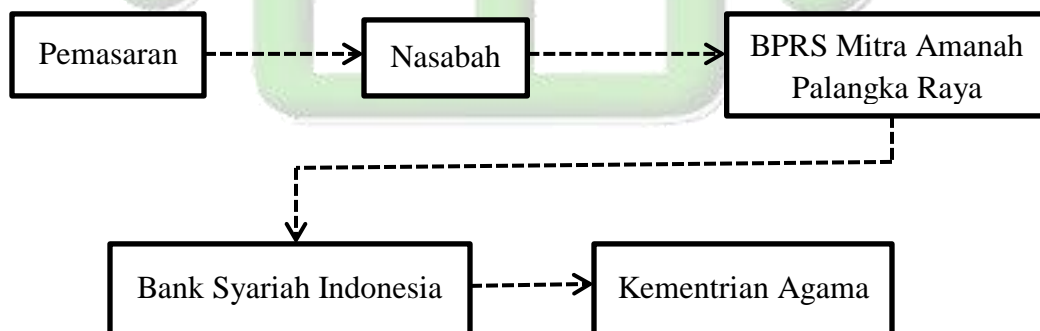 Pemasaran
Nasabah
BPRS Mitra Amanah
Palangka Raya
Bank Syariah Indonesia
Kementrian Agama